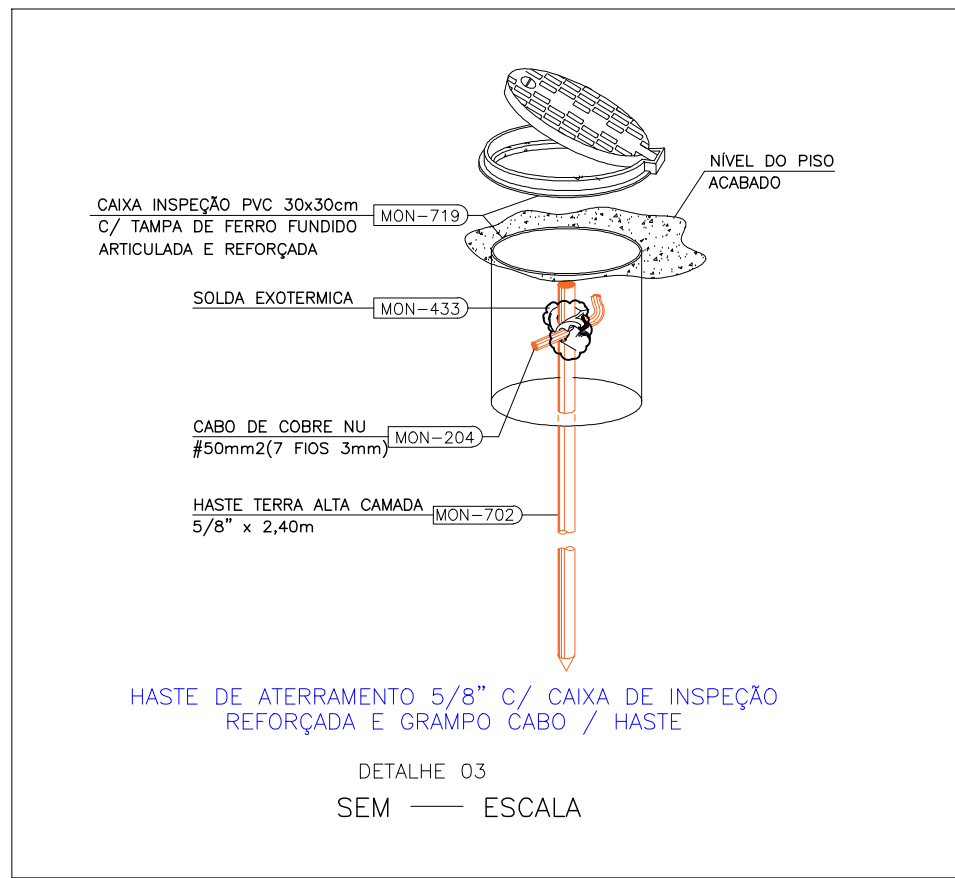 NÍVEL DO PISO
ACABADO
CAIXA INSPEÇÃO PVC 30x30cm
C/ TAMPA DE FERRO FUNDIDO
ARTICULADA E REFORÇADA
MON-719
SOLDA EXOTERMICA
MON-433
CABO DE COBRE NU
#50mm2(7 FIOS 3mm)
MON-204
HASTE TERRA ALTA CAMADA
5/8" x 2,40m
MON-702
HASTE DE ATERRAMENTO 5/8" C/ CAIXA DE INSPEÇÃO
REFORÇADA E GRAMPO CABO / HASTE
DETALHE 03
SEM — ESCALA